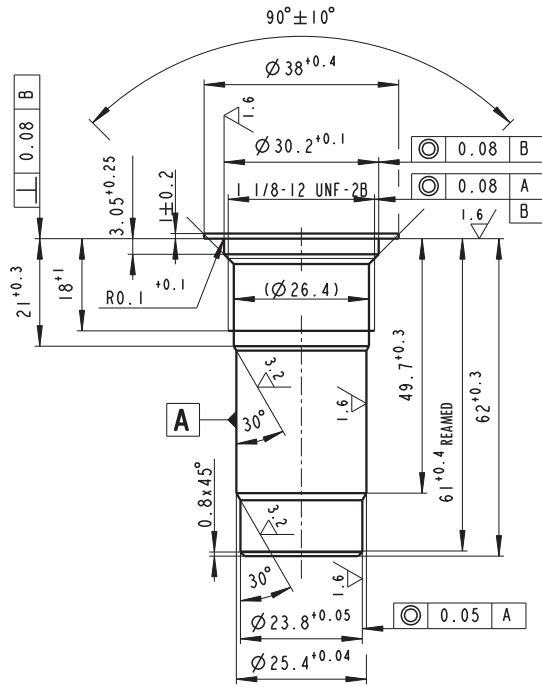 90°±10°
Ø38+0.4
1.6
Ø30.2+0.1
◎ 0.08 B
1 1/8-12 UNF-2B
◎ 0.08 A
B
1.6
⊥ 0.08 B
3.05+0.25
1±0.2
21+0.3
18+1
R0.1 +0.1
(Ø26.4)
49.7+0.3
61+0.4 REAMED
62+0.3
3.2
1.6
A
30°
0.8x45°
3.2
30°
1.6
Ø23.8+0.05
◎ 0.05 A
Ø25.4+0.04